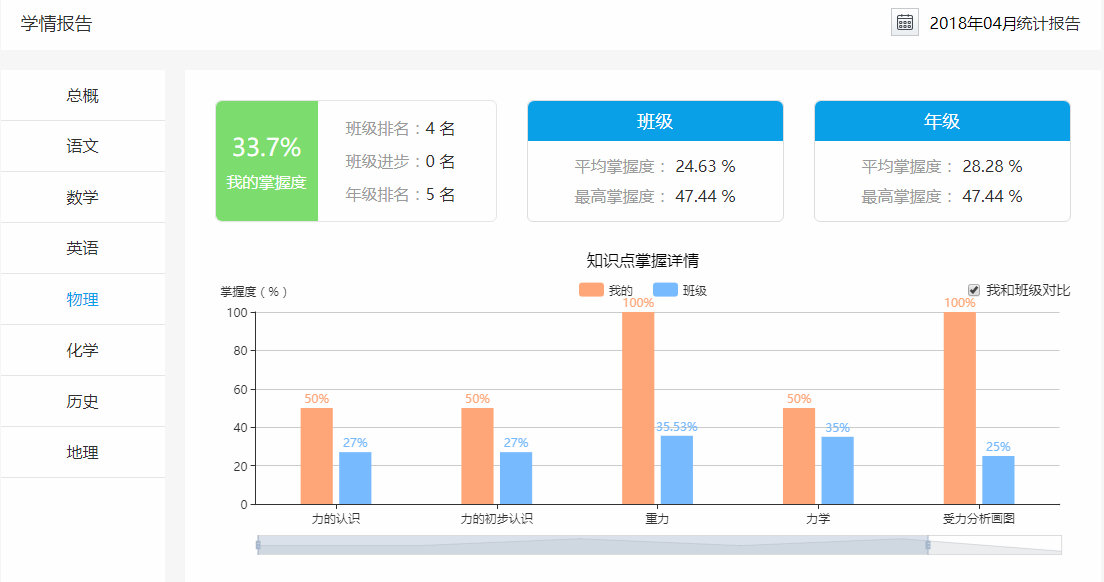 学情报告
2018年04月统计报告
总概
语文
数学
英语
物理
化学
历史
地理
33.7%
我的掌握度
班级排名：4 名
班级进步：0 名
年级排名：5 名
班级
平均掌握度： 24.63 %
最高掌握度： 47.44 %
年级
平均掌握度： 28.28 %
最高掌握度： 47.44 %
知识点掌握详情
掌握度（%）
我的 班级
我和班级对比
100
80
60
40
20
0
50% 27%
50% 27%
100% 35.53%
50% 35%
100% 25%
力的认识 力的初步认识 重力 力学 受力分析画图